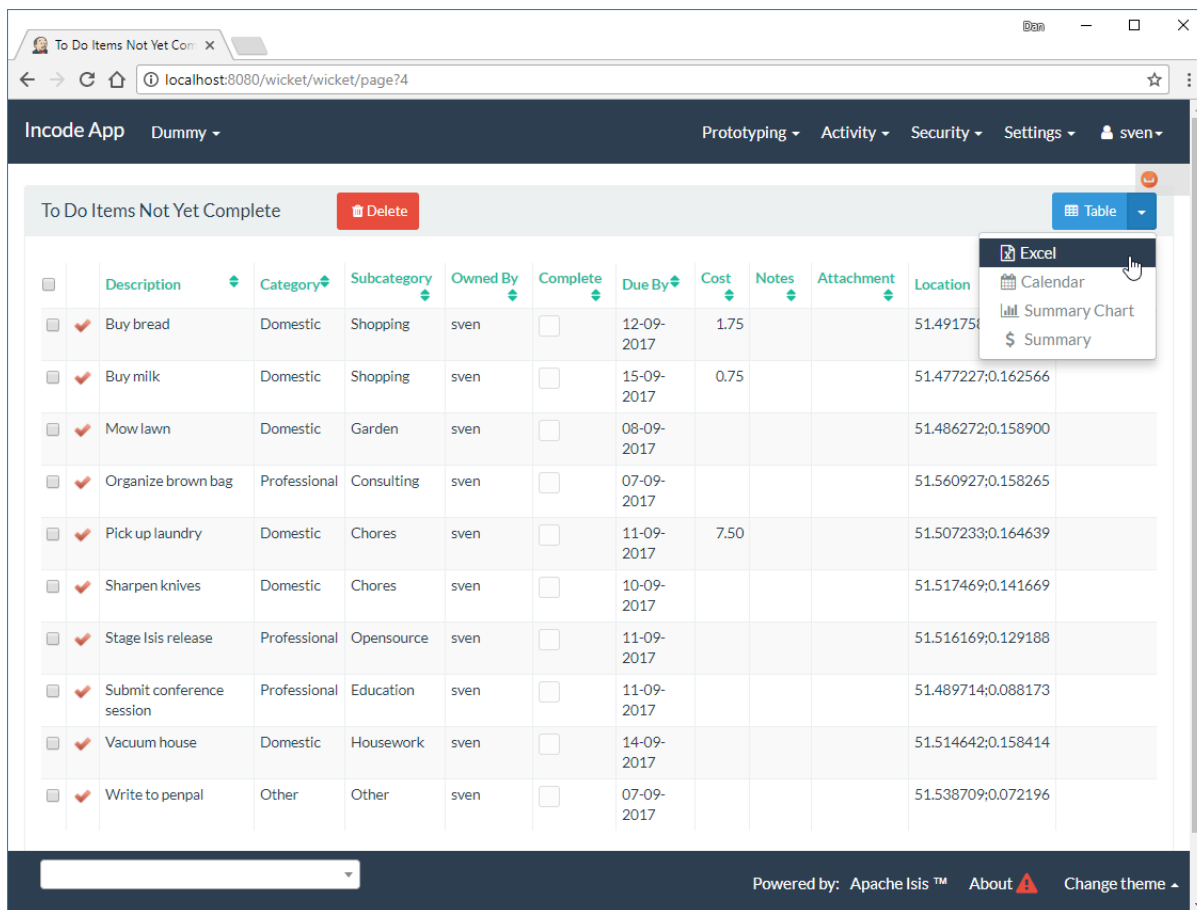 Dan
To Do Items Not Yet Com
localhost:8080/wicket/wicket/page?4
Incode App Dummy Prototyping Activity Security Settings sven
To Do Items Not Yet Complete Delete Table
Excel
Calendar
Summary Chart
$ Summary
Description Category Subcategory Owned By Complete Due By Cost Notes Attachment Location
Buy bread Domestic Shopping sven 12-09- 1.75 51.491758
2017
Buy milk Domestic Shopping sven 15-09- 0.75 51.477227;0.162566
2017
Mow lawn Domestic Garden sven 08-09- 51.486272;0.158900
2017
Organize brown bag Professional Consulting sven 07-09- 51.560927;0.158265
2017
Pick up laundry Domestic Chores sven 11-09- 7.50 51.507233;0.164639
2017
Sharpen knives Domestic Chores sven 10-09- 51.517469;0.141669
2017
Stage Isis release Professional Opensource sven 11-09- 51.516169;0.129188
2017
Submit conference Professional Education sven 11-09- 51.489714;0.088173
session 2017
Vacuum house Domestic Housework sven 14-09- 51.514642;0.158414
2017
Write to penpal Other Other sven 07-09- 51.538709;0.072196
2017
Powered by: Apache Isis ™ About Change theme